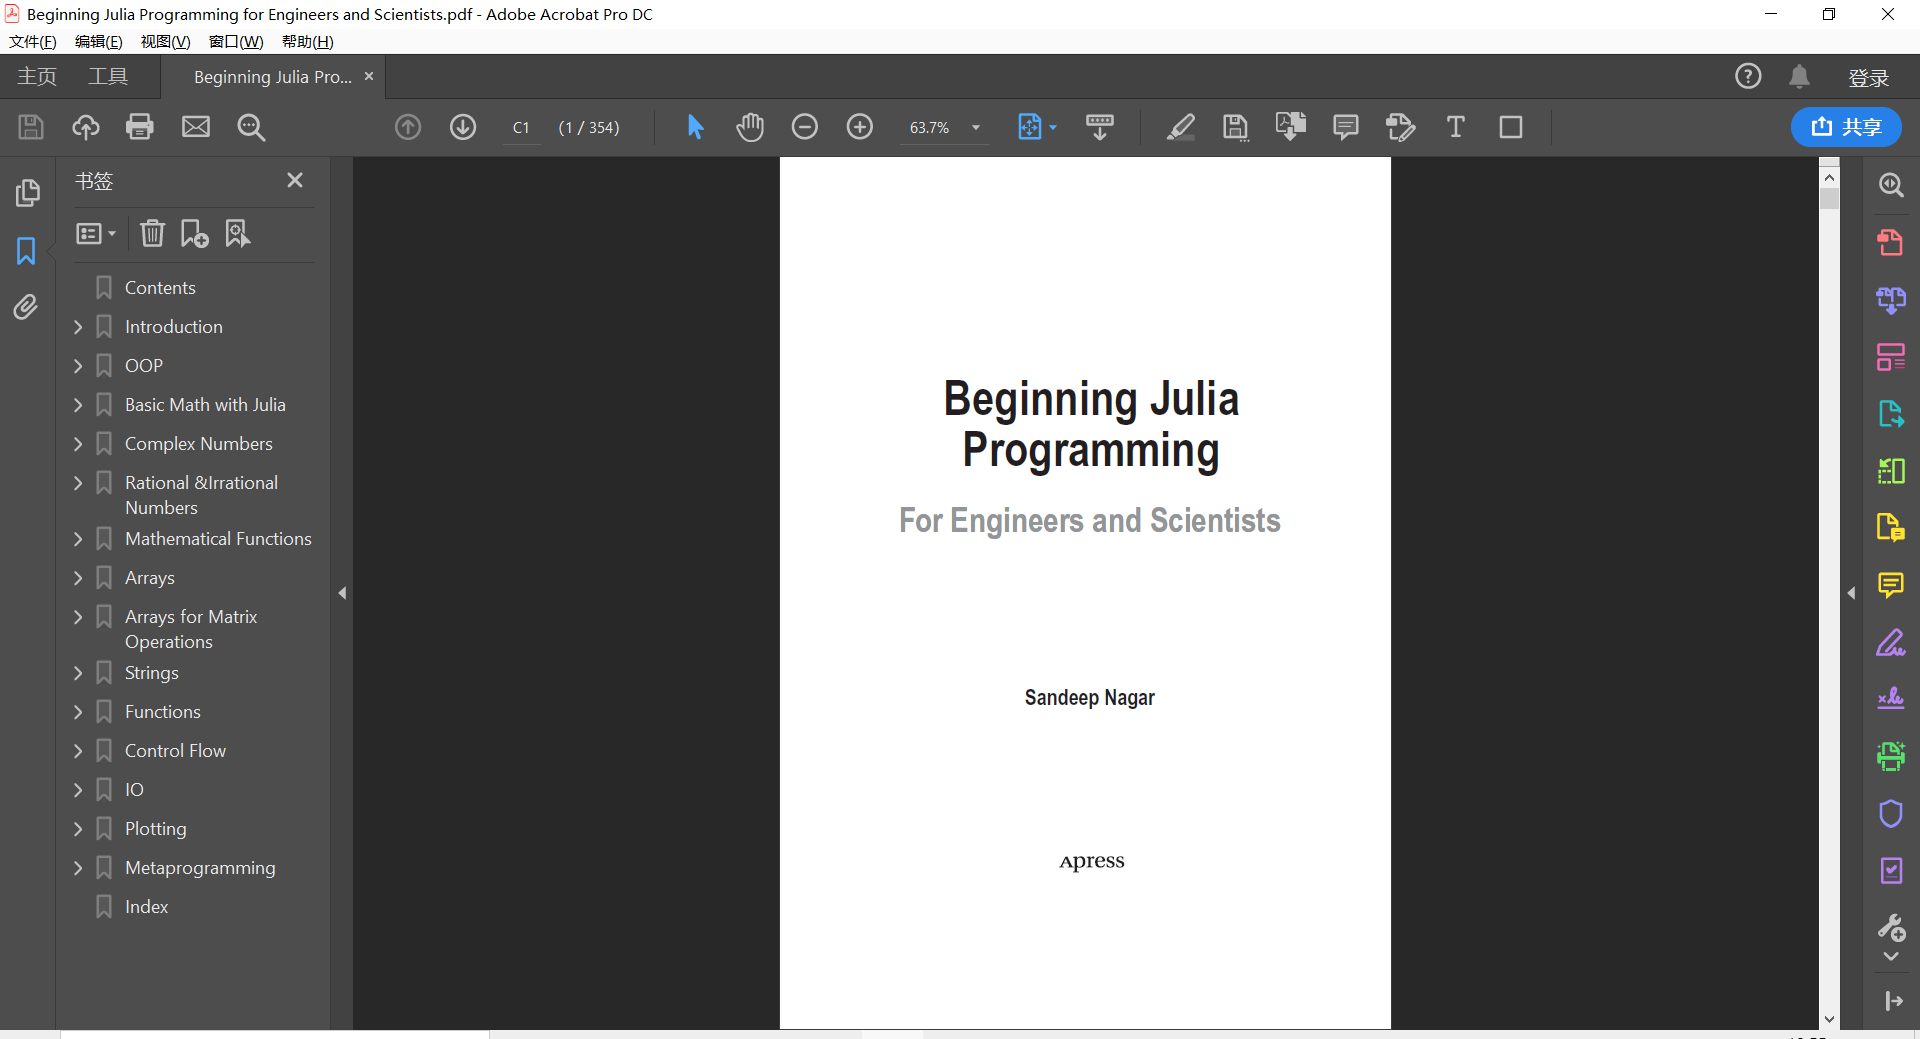 Beginning Julia Programming for Engineers and Scientists.pdf - Adobe Acrobat Pro DC
文件(F) 编辑(E) 视图(V) 窗口(W) 帮助(H)
主页 工具 Beginning Julia Pro... × 登录
C1 (1 / 354) 63.7% 共享
书签
Contents
Introduction
OOP
Basic Math with Julia
Complex Numbers
Rational &Irrational
Numbers
Mathematical Functions
Arrays
Arrays for Matrix
Operations
Strings
Functions
Control Flow
IO
Plotting
Metaprogramming
Index
Beginning Julia
Programming
For Engineers and Scientists
Sandeep Nagar
Apress